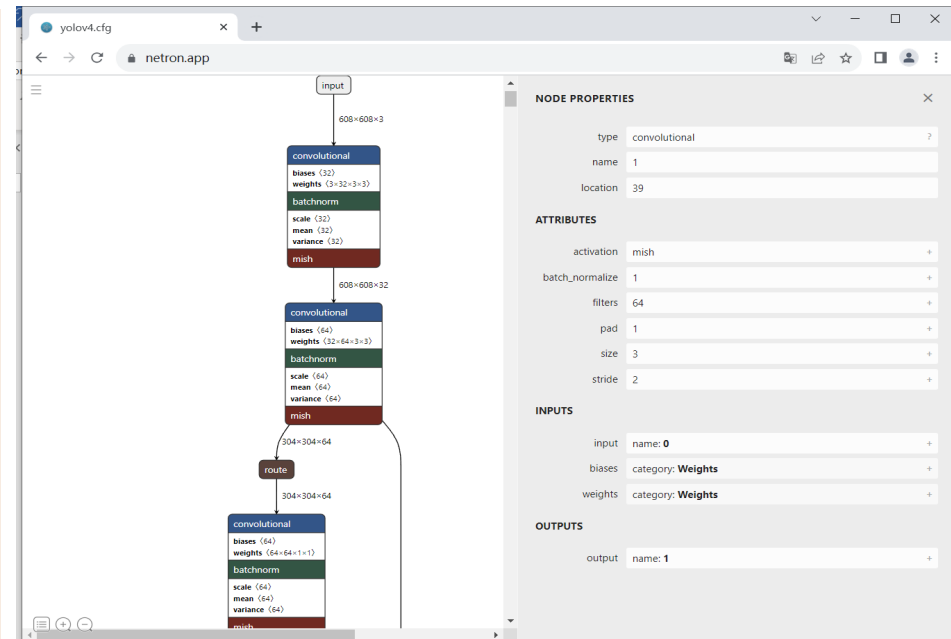 yolov4.cfg
netron.app
input
608×608×3
convolutional
biases ⟨32⟩
weights ⟨3×32×3×3⟩
batchnorm
scale ⟨32⟩
mean ⟨32⟩
variance ⟨32⟩
mish
608×608×32
convolutional
biases ⟨64⟩
weights ⟨32×64×3×3⟩
batchnorm
scale ⟨64⟩
mean ⟨64⟩
variance ⟨64⟩
mish
304×304×64
route
304×304×64
convolutional
biases ⟨64⟩
weights ⟨64×64×1×1⟩
batchnorm
scale ⟨64⟩
mean ⟨64⟩
variance ⟨64⟩
mish
NODE PROPERTIES
type convolutional ?
name 1
location 39
ATTRIBUTES
activation mish +
batch_normalize 1 +
filters 64 +
pad 1 +
size 3 +
stride 2 +
INPUTS
input name: 0 +
biases category: Weights +
weights category: Weights +
OUTPUTS
output name: 1 +